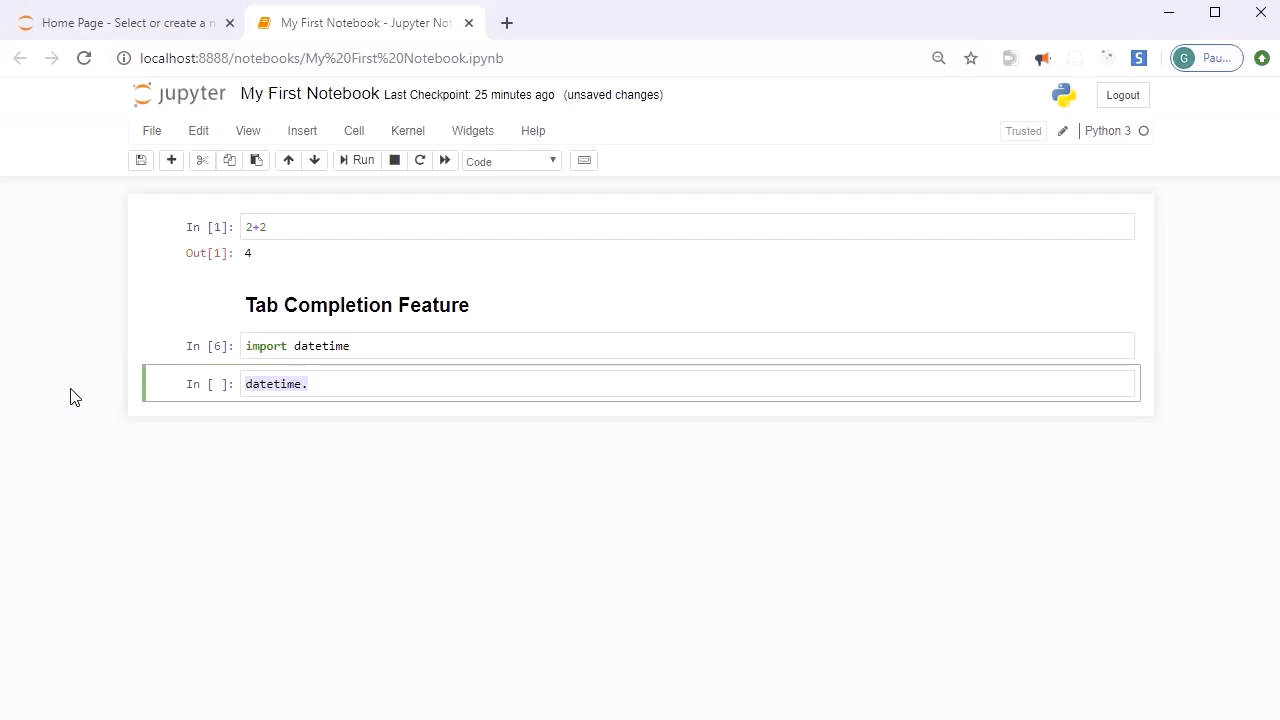 Home Page - Select or create a n
My First Notebook - Jupyter Not
localhost:8888/notebooks/My%20First%20Notebook.ipynb
S
G Pau...
jupyter My First Notebook Last Checkpoint: 25 minutes ago (unsaved changes)
Logout
File Edit View Insert Cell Kernel Widgets Help
Trusted Python 3
Run Code
In [1]: 2+2
Out[1]: 4
Tab Completion Feature
In [6]: import datetime
In [ ]: datetime.